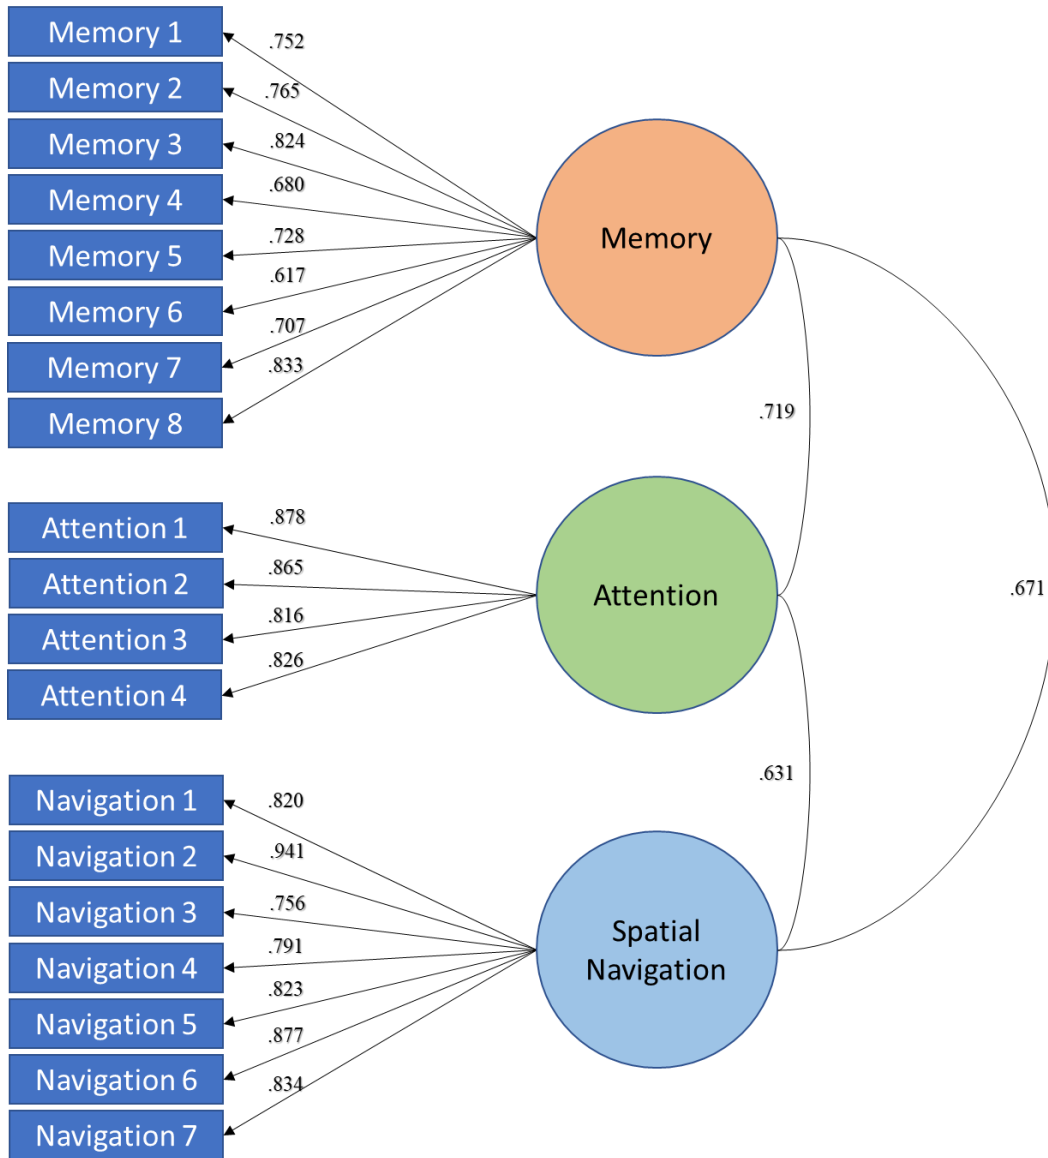 Memory 1
.752
Memory 2
.765
Memory 3
.824
Memory 4
.680
Memory 5
.728
Memory 6
.617
Memory 7
.707
Memory 8
.833
Memory
.719
Attention 1
.878
Attention 2
.865
Attention 3
.816
Attention 4
.826
Attention
.671
.631
Navigation 1
.820
Navigation 2
.941
Navigation 3
.756
Navigation 4
.791
Navigation 5
.823
Navigation 6
.877
Navigation 7
.834
Spatial
Navigation